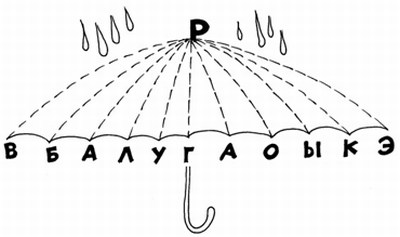 Р
В Б А Л У Г А О Ы К Э